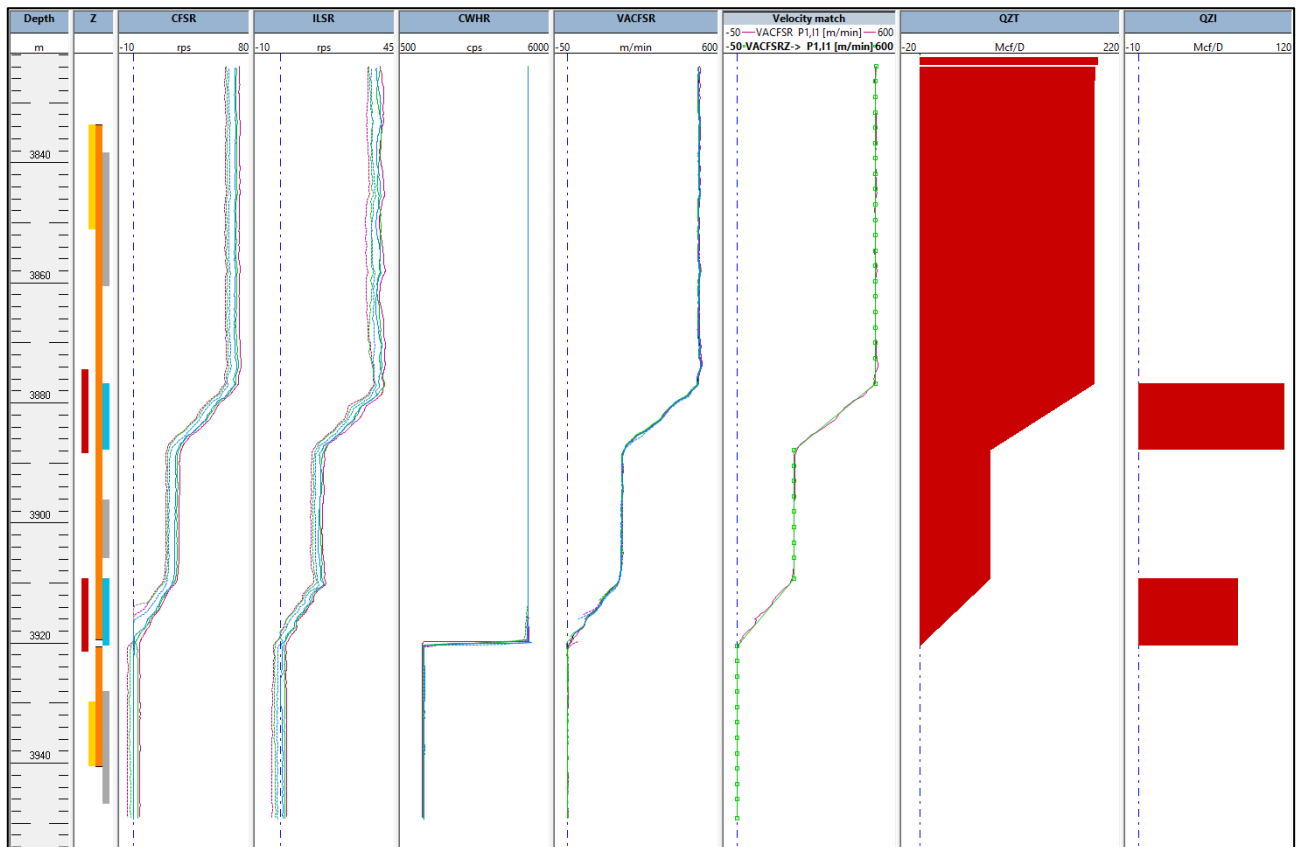 Depth Z CFSR ILSR CWHR VACFSR Velocity match QZT QZI
-50 VACFSR P1,I1 [m/min] 600
m -10 rps 80 -10 rps 45 500 cps 6000 -50 m/min 600 -50 VACFSRZ-> P1,I1 [m/min] 600 -20 Mcf/D 220 -10 Mcf/D 120
3840
3860
3880
3900
3920
3940